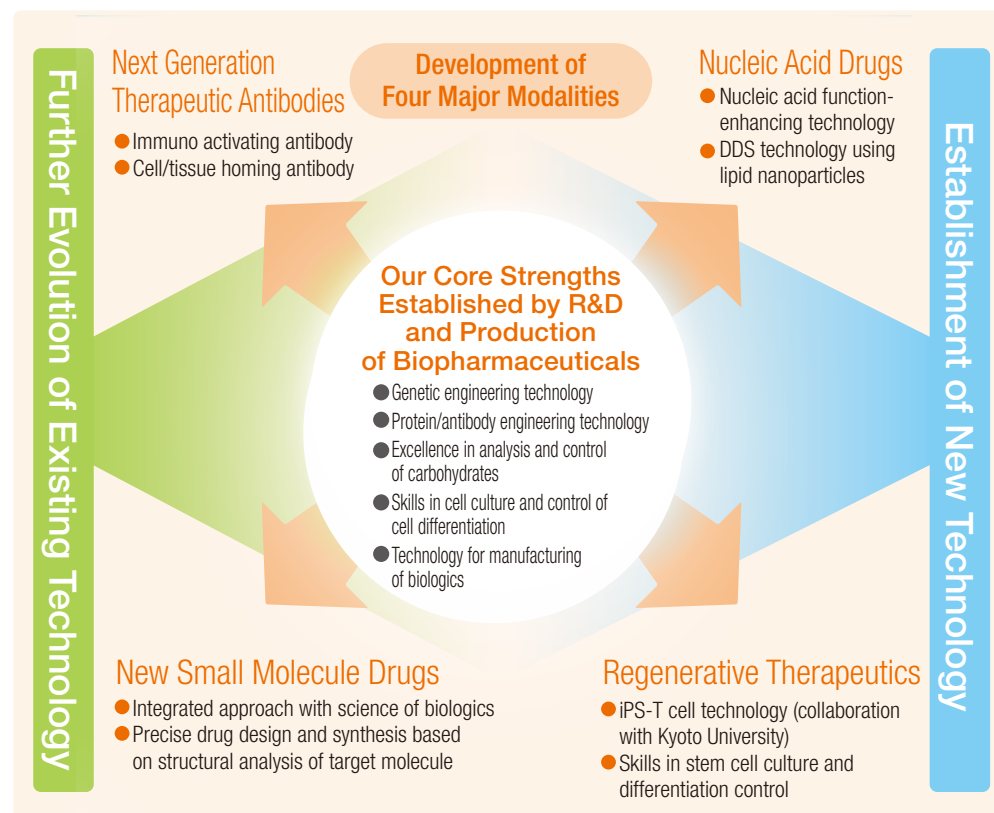 Development of
Four Major Modalities
Further Evolution of Existing Technology
Next Generation
Therapeutic Antibodies
● Immuno activating antibody
● Cell/tissue homing antibody
Nucleic Acid Drugs
● Nucleic acid function-
enhancing technology
● DDS technology using
lipid nanoparticles
Establishment of New Technology
Our Core Strengths
Established by R&D
and Production
of Biopharmaceuticals
● Genetic engineering technology
● Protein/antibody engineering technology
● Excellence in analysis and control
of carbohydrates
● Skills in cell culture and control of
cell differentiation
● Technology for manufacturing
of biologics
New Small Molecule Drugs
● Integrated approach with science of biologics
● Precise drug design and synthesis based
on structural analysis of target molecule
Regenerative Therapeutics
● iPS-T cell technology (collaboration
with Kyoto University)
● Skills in stem cell culture and
differentiation control